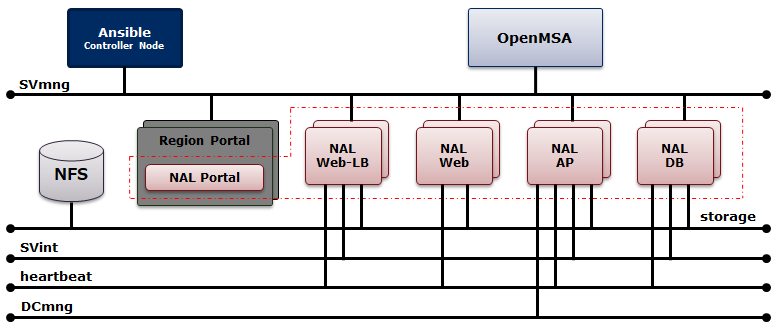 Ansible
Controller Node
OpenMSA
SVmng
Region Portal
NAL Portal
NFS
NAL
Web-LB
NAL
Web
NAL
AP
NAL
DB
storage
SVint
heartbeat
DCmng